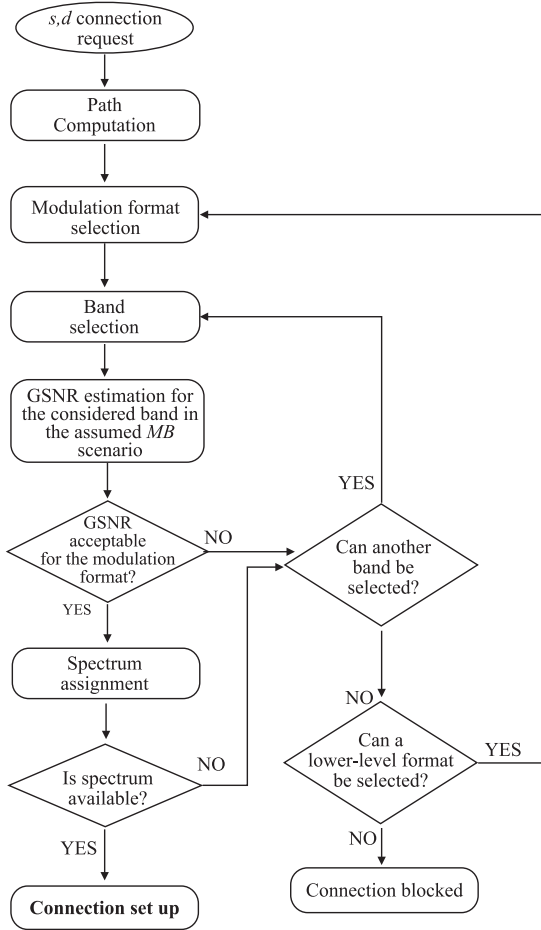 s,d connection
request
Path
Computation
Modulation format
selection
Band
selection
GSNR estimation for
the considered band in
the assumed MB
scenario
GSNR
acceptable
for the modulation
format?
NO
YES
Spectrum
assignment
Is spectrum
available?
NO
YES
Connection set up
YES
Can another
band be
selected?
NO
Can a
lower-level format
be selected?
YES
NO
Connection blocked